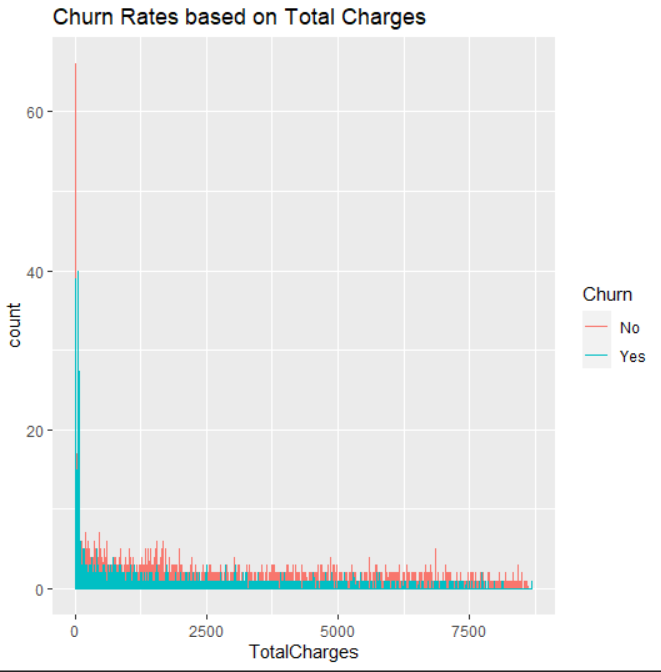 Churn Rates based on Total Charges
60
40
20
0
count
0 2500 5000 7500
TotalCharges
Churn
No
Yes